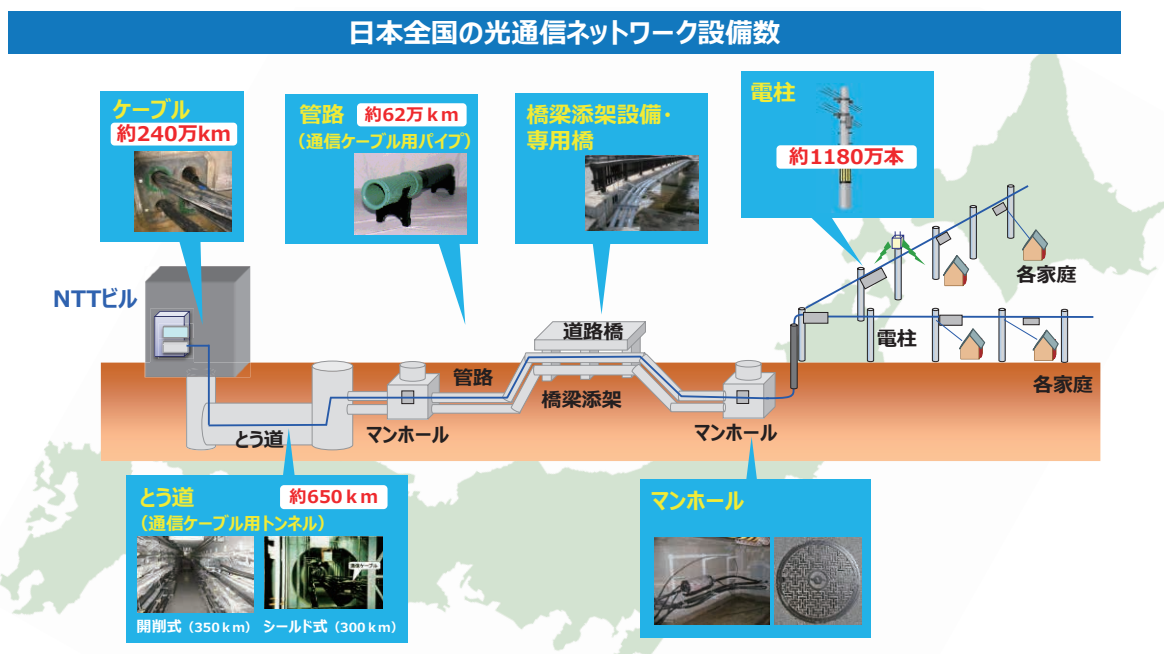 日本全国の光通信ネットワーク設備数
ケーブル
約240万km
管路 約62万km
（通信ケーブル用パイプ）
橋梁添架設備・
専用橋
電柱
約1180万本
NTTビル
各家庭
道路橋
電柱
管路
橋梁添架
各家庭
とう道
マンホール
マンホール
とう道 約650km
（通信ケーブル用トンネル）
通信ケーブル
開削式（350km） シールド式（300km）
マンホール